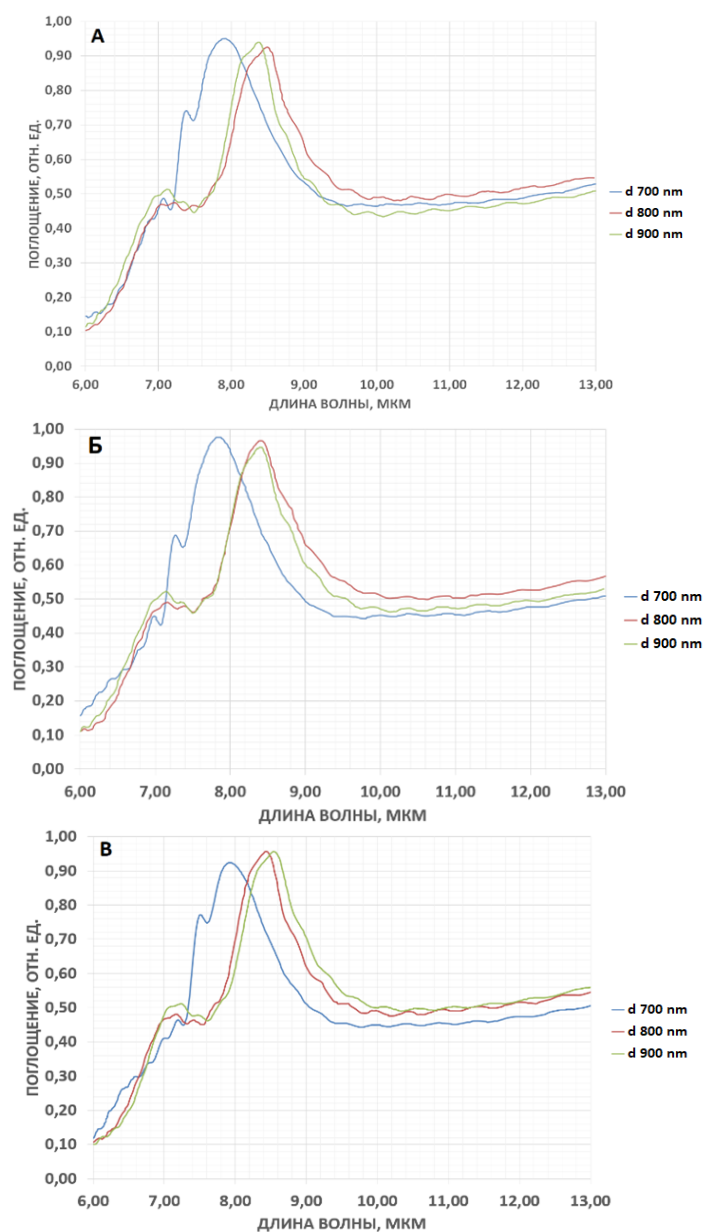 А
ПОГЛОЩЕНИЕ, ОТН. ЕД.
1,00
0,90
0,80
0,70
0,60
0,50
0,40
0,30
0,20
0,10
0,00
6,00 7,00 8,00 9,00 10,00 11,00 12,00 13,00
ДЛИНА ВОЛНЫ, МКМ
d 700 nm
d 800 nm
d 900 nm
Б
ПОГЛОЩЕНИЕ, ОТН. ЕД.
1,00
0,90
0,80
0,70
0,60
0,50
0,40
0,30
0,20
0,10
0,00
6,00 7,00 8,00 9,00 10,00 11,00 12,00 13,00
ДЛИНА ВОЛНЫ, МКМ
d 700 nm
d 800 nm
d 900 nm
В
ПОГЛОЩЕНИЕ, ОТН. ЕД.
1,00
0,90
0,80
0,70
0,60
0,50
0,40
0,30
0,20
0,10
0,00
6,00 7,00 8,00 9,00 10,00 11,00 12,00 13,00
ДЛИНА ВОЛНЫ, МКМ
d 700 nm
d 800 nm
d 900 nm